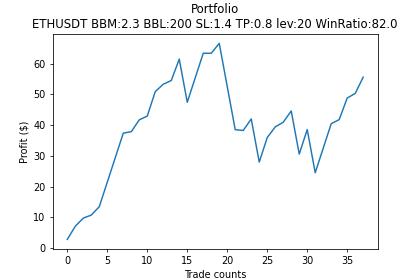 Portfolio
ETHUSDT BBM:2.3 BBL:200 SL:1.4 TP:0.8 lev:20 WinRatio:82.0
Profit ($)
60
50
40
30
20
10
0
0 5 10 15 20 25 30 35
Trade counts